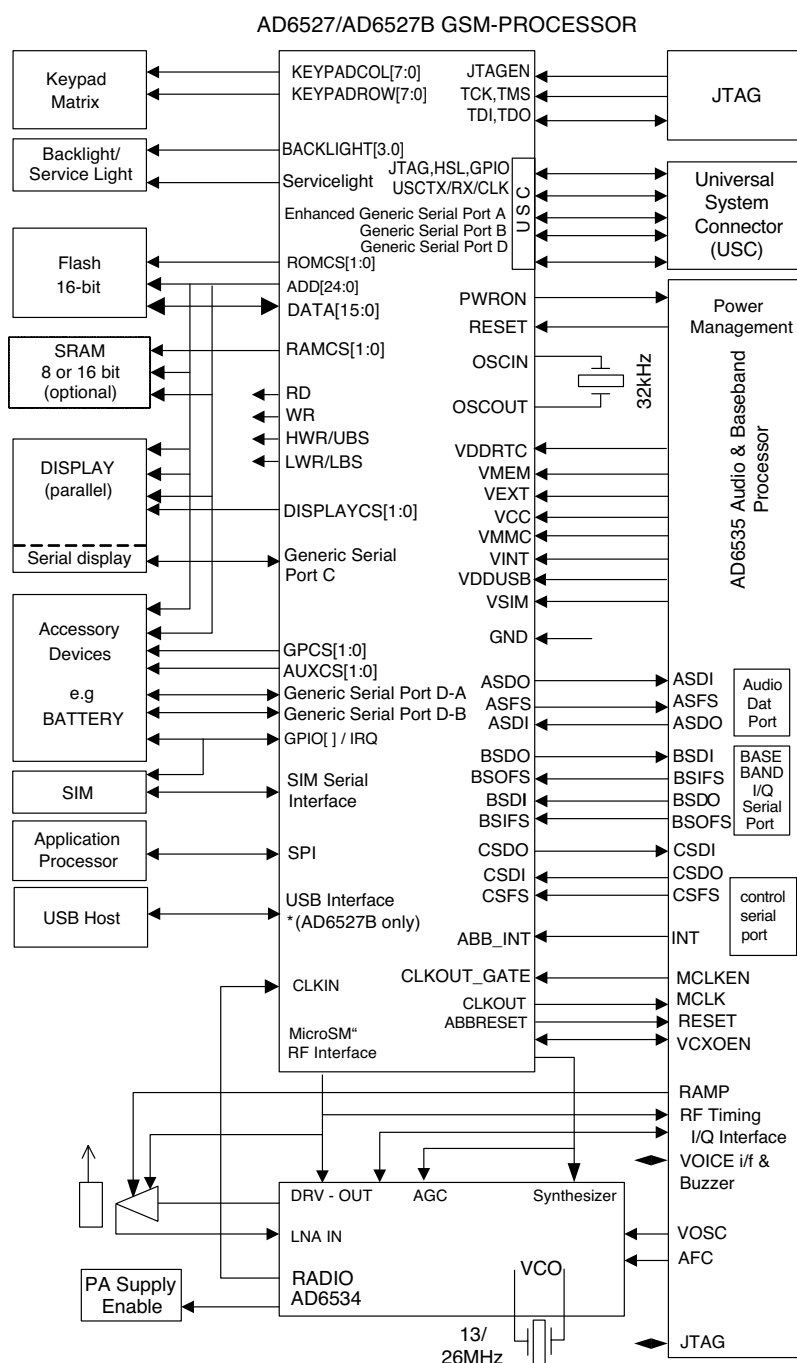 AD6527/AD6527B GSM-PROCESSOR
Keypad
Matrix
KEYPADCOL[7:0]
KEYPADROW[7:0]
JTAGEN
TCK,TMS
TDI,TDO
JTAG
Backlight/
Service Light
BACKLIGHT[3.0]
Servicelight
JTAG,HSL,GPIO
USCTX/RX/CLK
Enhanced Generic Serial Port A
Generic Serial Port B
Generic Serial Port D
USC
Universal
System
Connector
(USC)
Flash
16-bit
ROMCS[1:0]
ADD[24:0]
DATA[15:0]
PWRON
RESET
Power
Management
SRAM
8 or 16 bit
(optional)
RAMCS[1:0]
OSCIN
OSCOUT
32kHz
RD
WR
HWR/UBS
LWR/LBS
AD6535 Audio & Baseband
Processor
DISPLAY
(parallel)
DISPLAYCS[1:0]
Serial display
Generic Serial
Port C
VDDRTC
VMEM
VEXT
VCC
VMMC
VINT
VDDUSB
VSIM
GND
Accessory
Devices
e.g
BATTERY
GPCS[1:0]
AUXCS[1:0]
Generic Serial Port D-A
Generic Serial Port D-B
GPIO[ ] / IRQ
ASDO
ASFS
ASDI
ASDI
ASFS
ASDO
Audio
Dat
Port
SIM
SIM Serial
Interface
BSDO
BSOFS
BSDI
BSIFS
BSDI
BSIFS
BSDO
BSOFS
BASE
BAND
I/Q
Serial
Port
Application
Processor
SPI
CSDO
CSDI
CSFS
CSDI
CSDO
CSFS
control
serial
port
USB Host
USB Interface
*(AD6527B only)
ABB_INT
INT
CLKIN
CLKOUT_GATE
CLKOUT
ABBRESET
MCLKEN
MCLK
RESET
VCXOEN
MicroSM“
RF Interface
RAMP
RF Timing
I/Q Interface
VOICE i/f &
Buzzer
DRV - OUT
AGC
Synthesizer
LNA IN
VOSC
AFC
RADIO
AD6534
VCO
PA Supply
Enable
13/
26MHz
JTAG